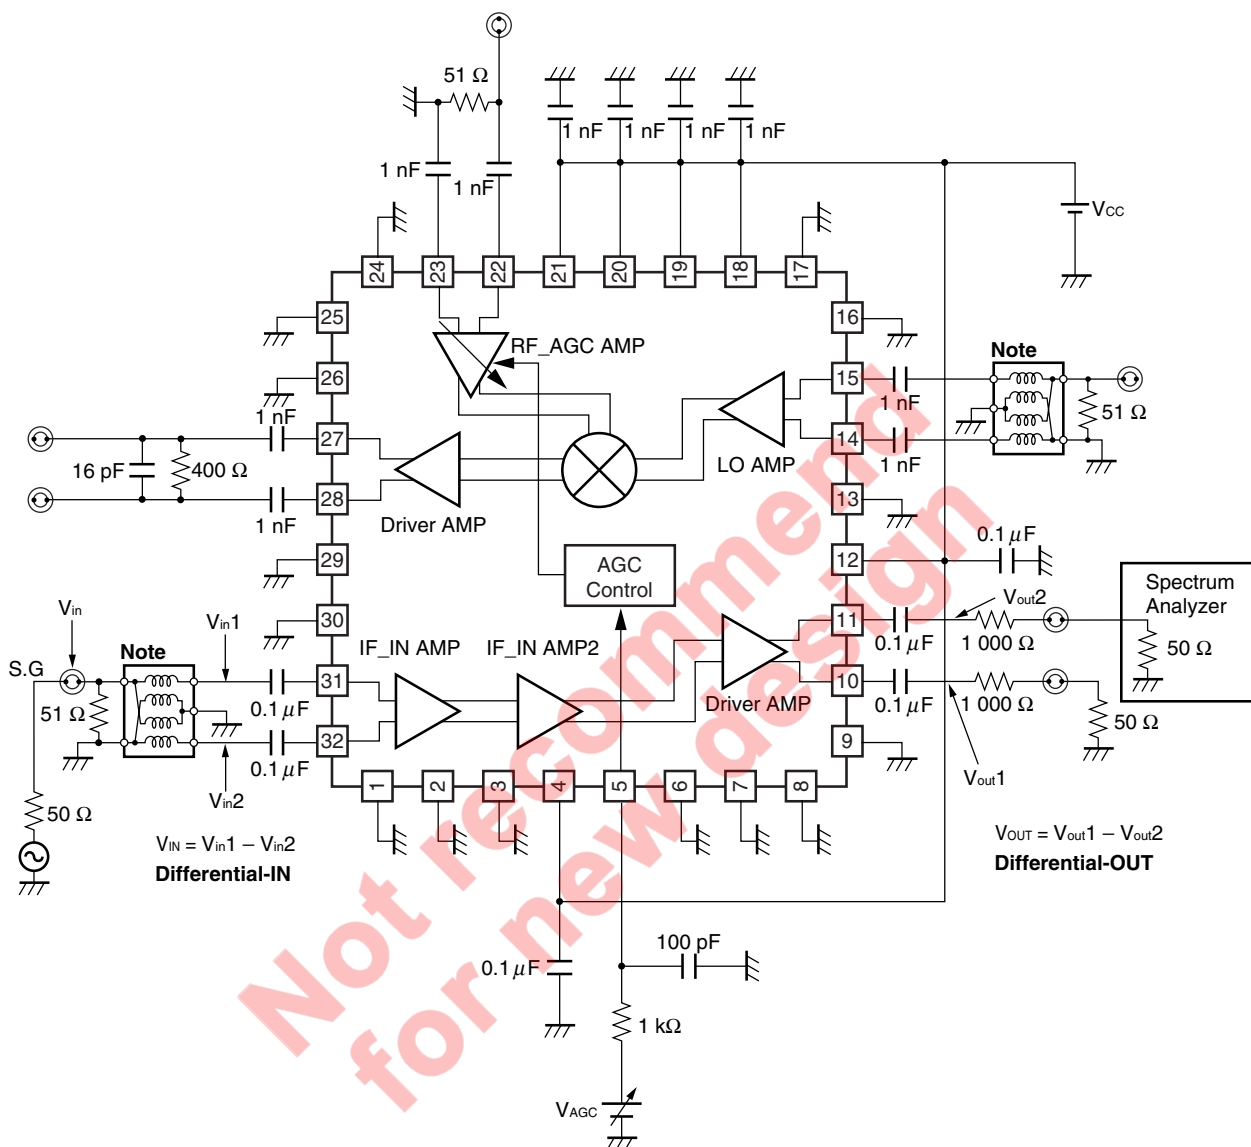 51 Ω
1 nF
1 nF
1 nF
1 nF
1 nF
1 nF
VCC
24
23
22
21
20
19
18
17
25
16
RF_AGC AMP
Note
26
15
1 nF
1 nF
51 Ω
27
14
16 pF
400 Ω
LO AMP
1 nF
28
13
1 nF
Driver AMP
29
12
0.1 µF
AGC
Control
Spectrum
Analyzer
Vin
Vin1
30
11
Vout2
50 Ω
IF_IN AMP
IF_IN AMP2
0.1 µF
1 000 Ω
S.G
Note
31
10
51 Ω
0.1 µF
Driver AMP
0.1 µF
1 000 Ω
50 Ω
32
9
0.1 µF
Vin2
Vout1
1
2
3
4
5
6
7
8
50 Ω
VIN = Vin1 – Vin2
Differential-IN
VOUT = Vout1 – Vout2
Differential-OUT
100 pF
0.1 µF
1 kΩ
VAGC
Not recommend
for new design